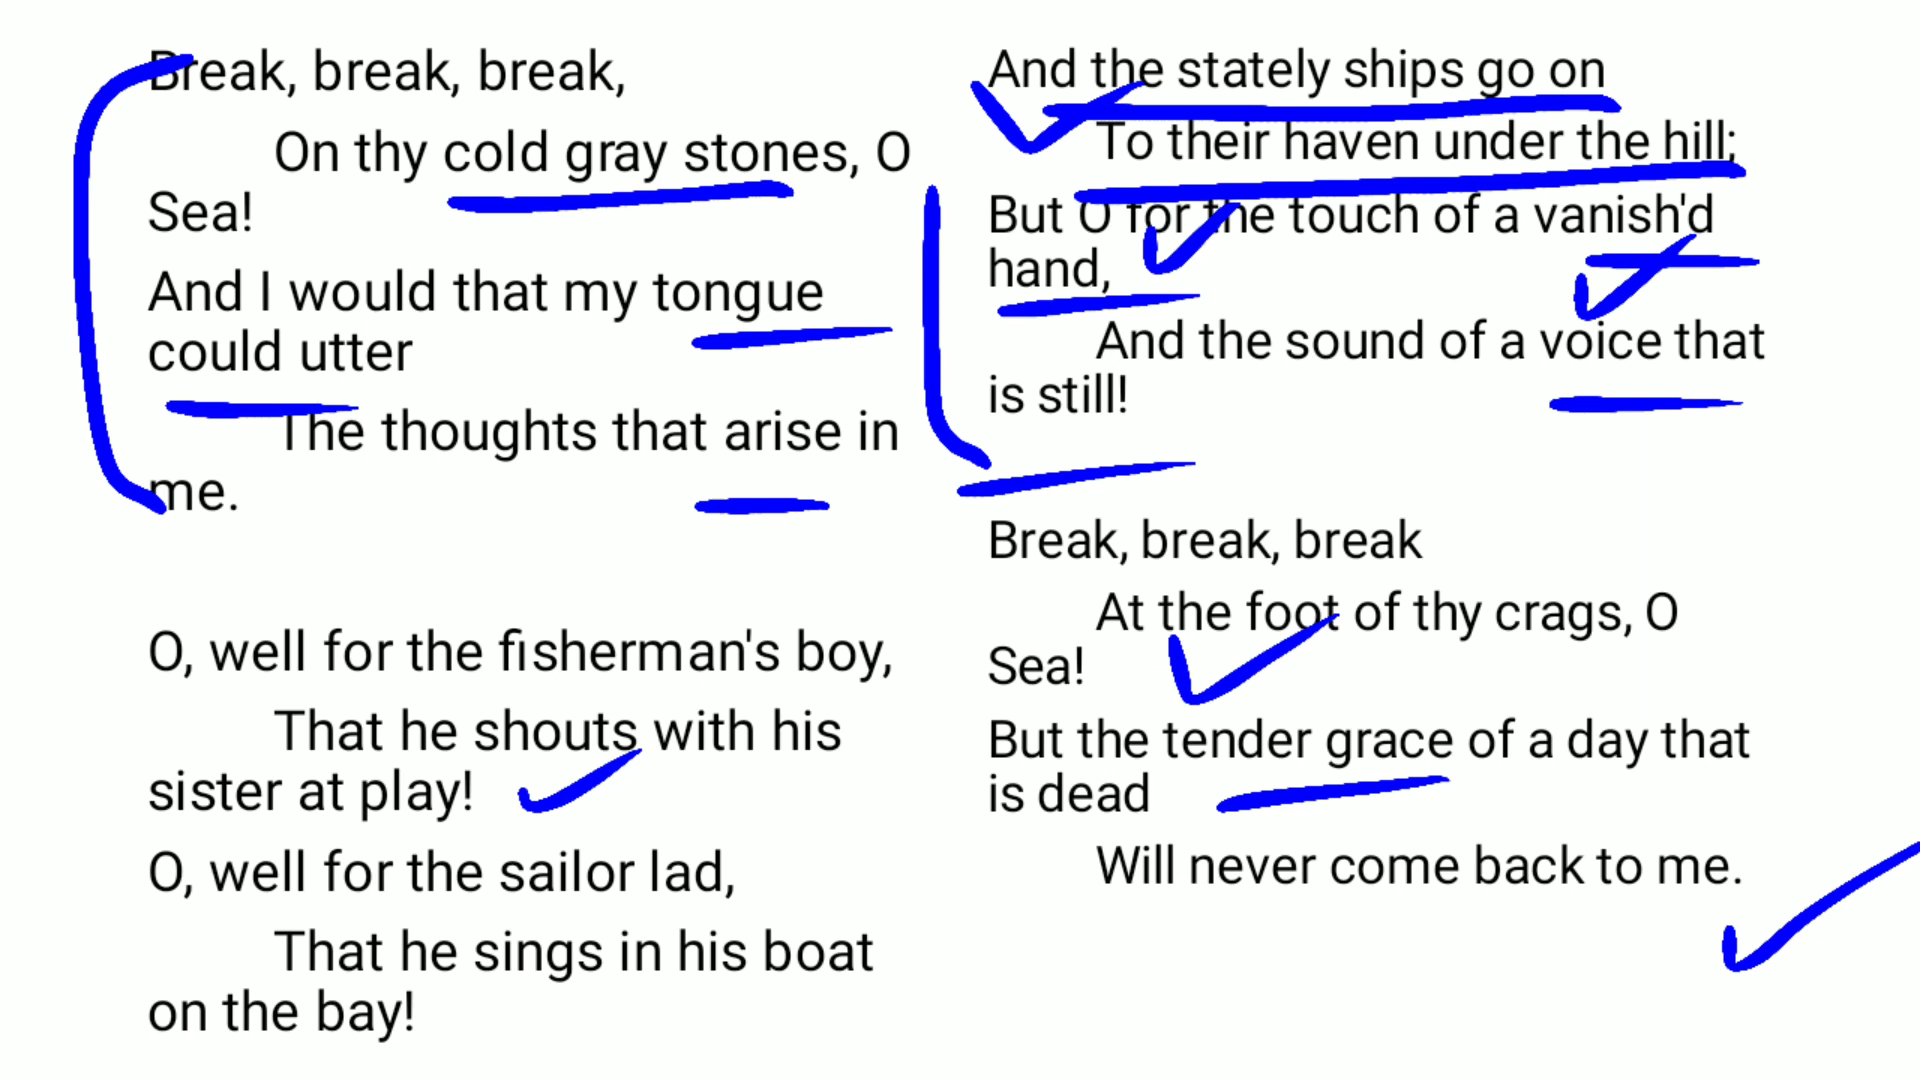 Break, break, break,
On thy cold gray stones, O
Sea!
And I would that my tongue
could utter
The thoughts that arise in
me.
O, well for the fisherman's boy,
That he shouts with his
sister at play!
O, well for the sailor lad,
That he sings in his boat
on the bay!
And the stately ships go on
To their haven under the hill;
But O for the touch of a vanish'd
hand,
And the sound of a voice that
is still!
Break, break, break
At the foot of thy crags, O
Sea!
But the tender grace of a day that
is dead
Will never come back to me.